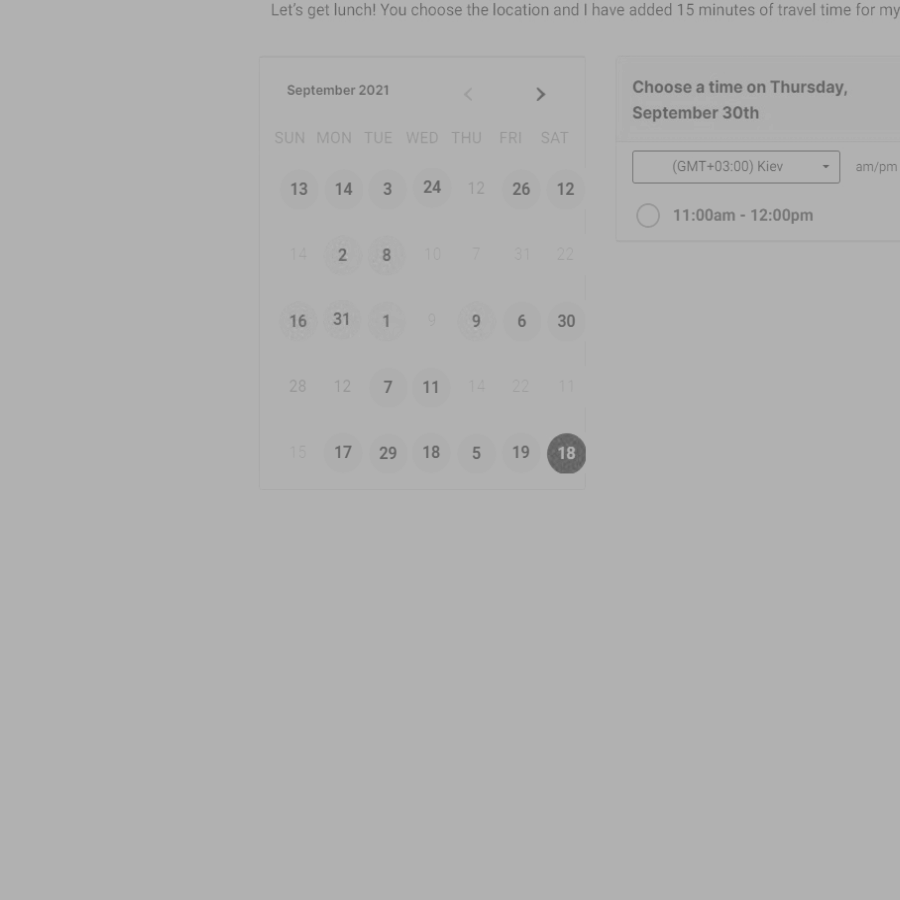 Let's get lunch! You choose the location and I have added 15 minutes of travel time for my
September 2021
SUN MON TUE WED THU FRI SAT
13 14 3 24 12 26 12
14 2 8 10 7 31 22
16 31 1 9 9 6 30
28 12 7 11 14 22 11
15 17 29 18 5 19 18
Choose a time on Thursday,
September 30th
(GMT+03:00) Kiev am/pm
11:00am - 12:00pm